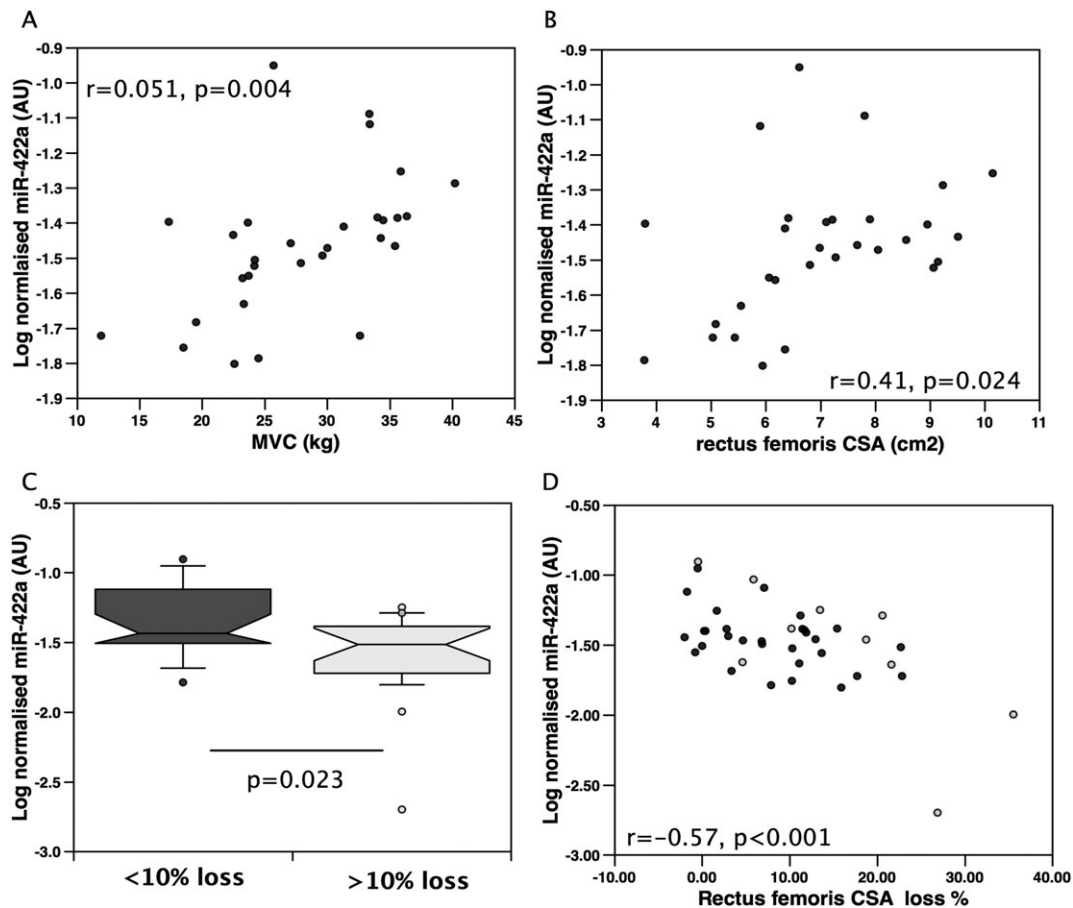 A
Log normlaised miR-422a (AU)
-0.9
-1.0
-1.1
-1.2
-1.3
-1.4
-1.5
-1.6
-1.7
-1.8
-1.9
r=0.051, p=0.004
10 15 20 25 30 35 40 45
MVC (kg)
B
Log nomalised miR-422a (AU)
-0.9
-1.0
-1.1
-1.2
-1.3
-1.4
-1.5
-1.6
-1.7
-1.8
-1.9
r=0.41, p=0.024
3 4 5 6 7 8 9 10 11
rectus femoris CSA (cm2)
C
Log normalised miR-422a (AU)
-0.5
-1.0
-1.5
-2.0
-2.5
-3.0
p=0.023
<10% loss >10% loss
D
Log normalised miR-422a (AU)
-0.50
-1.00
-1.50
-2.00
-2.50
-3.00
r=–0.57, p<0.001
-10.00 0.00 10.00 20.00 30.00 40.00
Rectus femoris CSA loss %